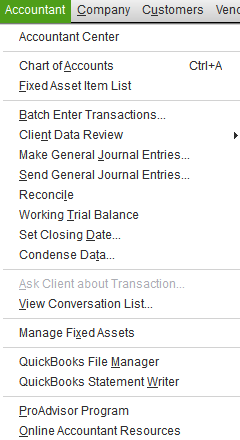 Accountant Company Customers
Accountant Center
Chart of Accounts Ctrl+A
Fixed Asset Item List
Batch Enter Transactions...
Client Data Review
Make General Journal Entries...
Send General Journal Entries...
Reconcile
Working Trial Balance
Set Closing Date...
Condense Data...
Ask Client about Transaction...
View Conversation List...
Manage Fixed Assets
QuickBooks File Manager
QuickBooks Statement Writer
ProAdvisor Program
Online Accountant Resources